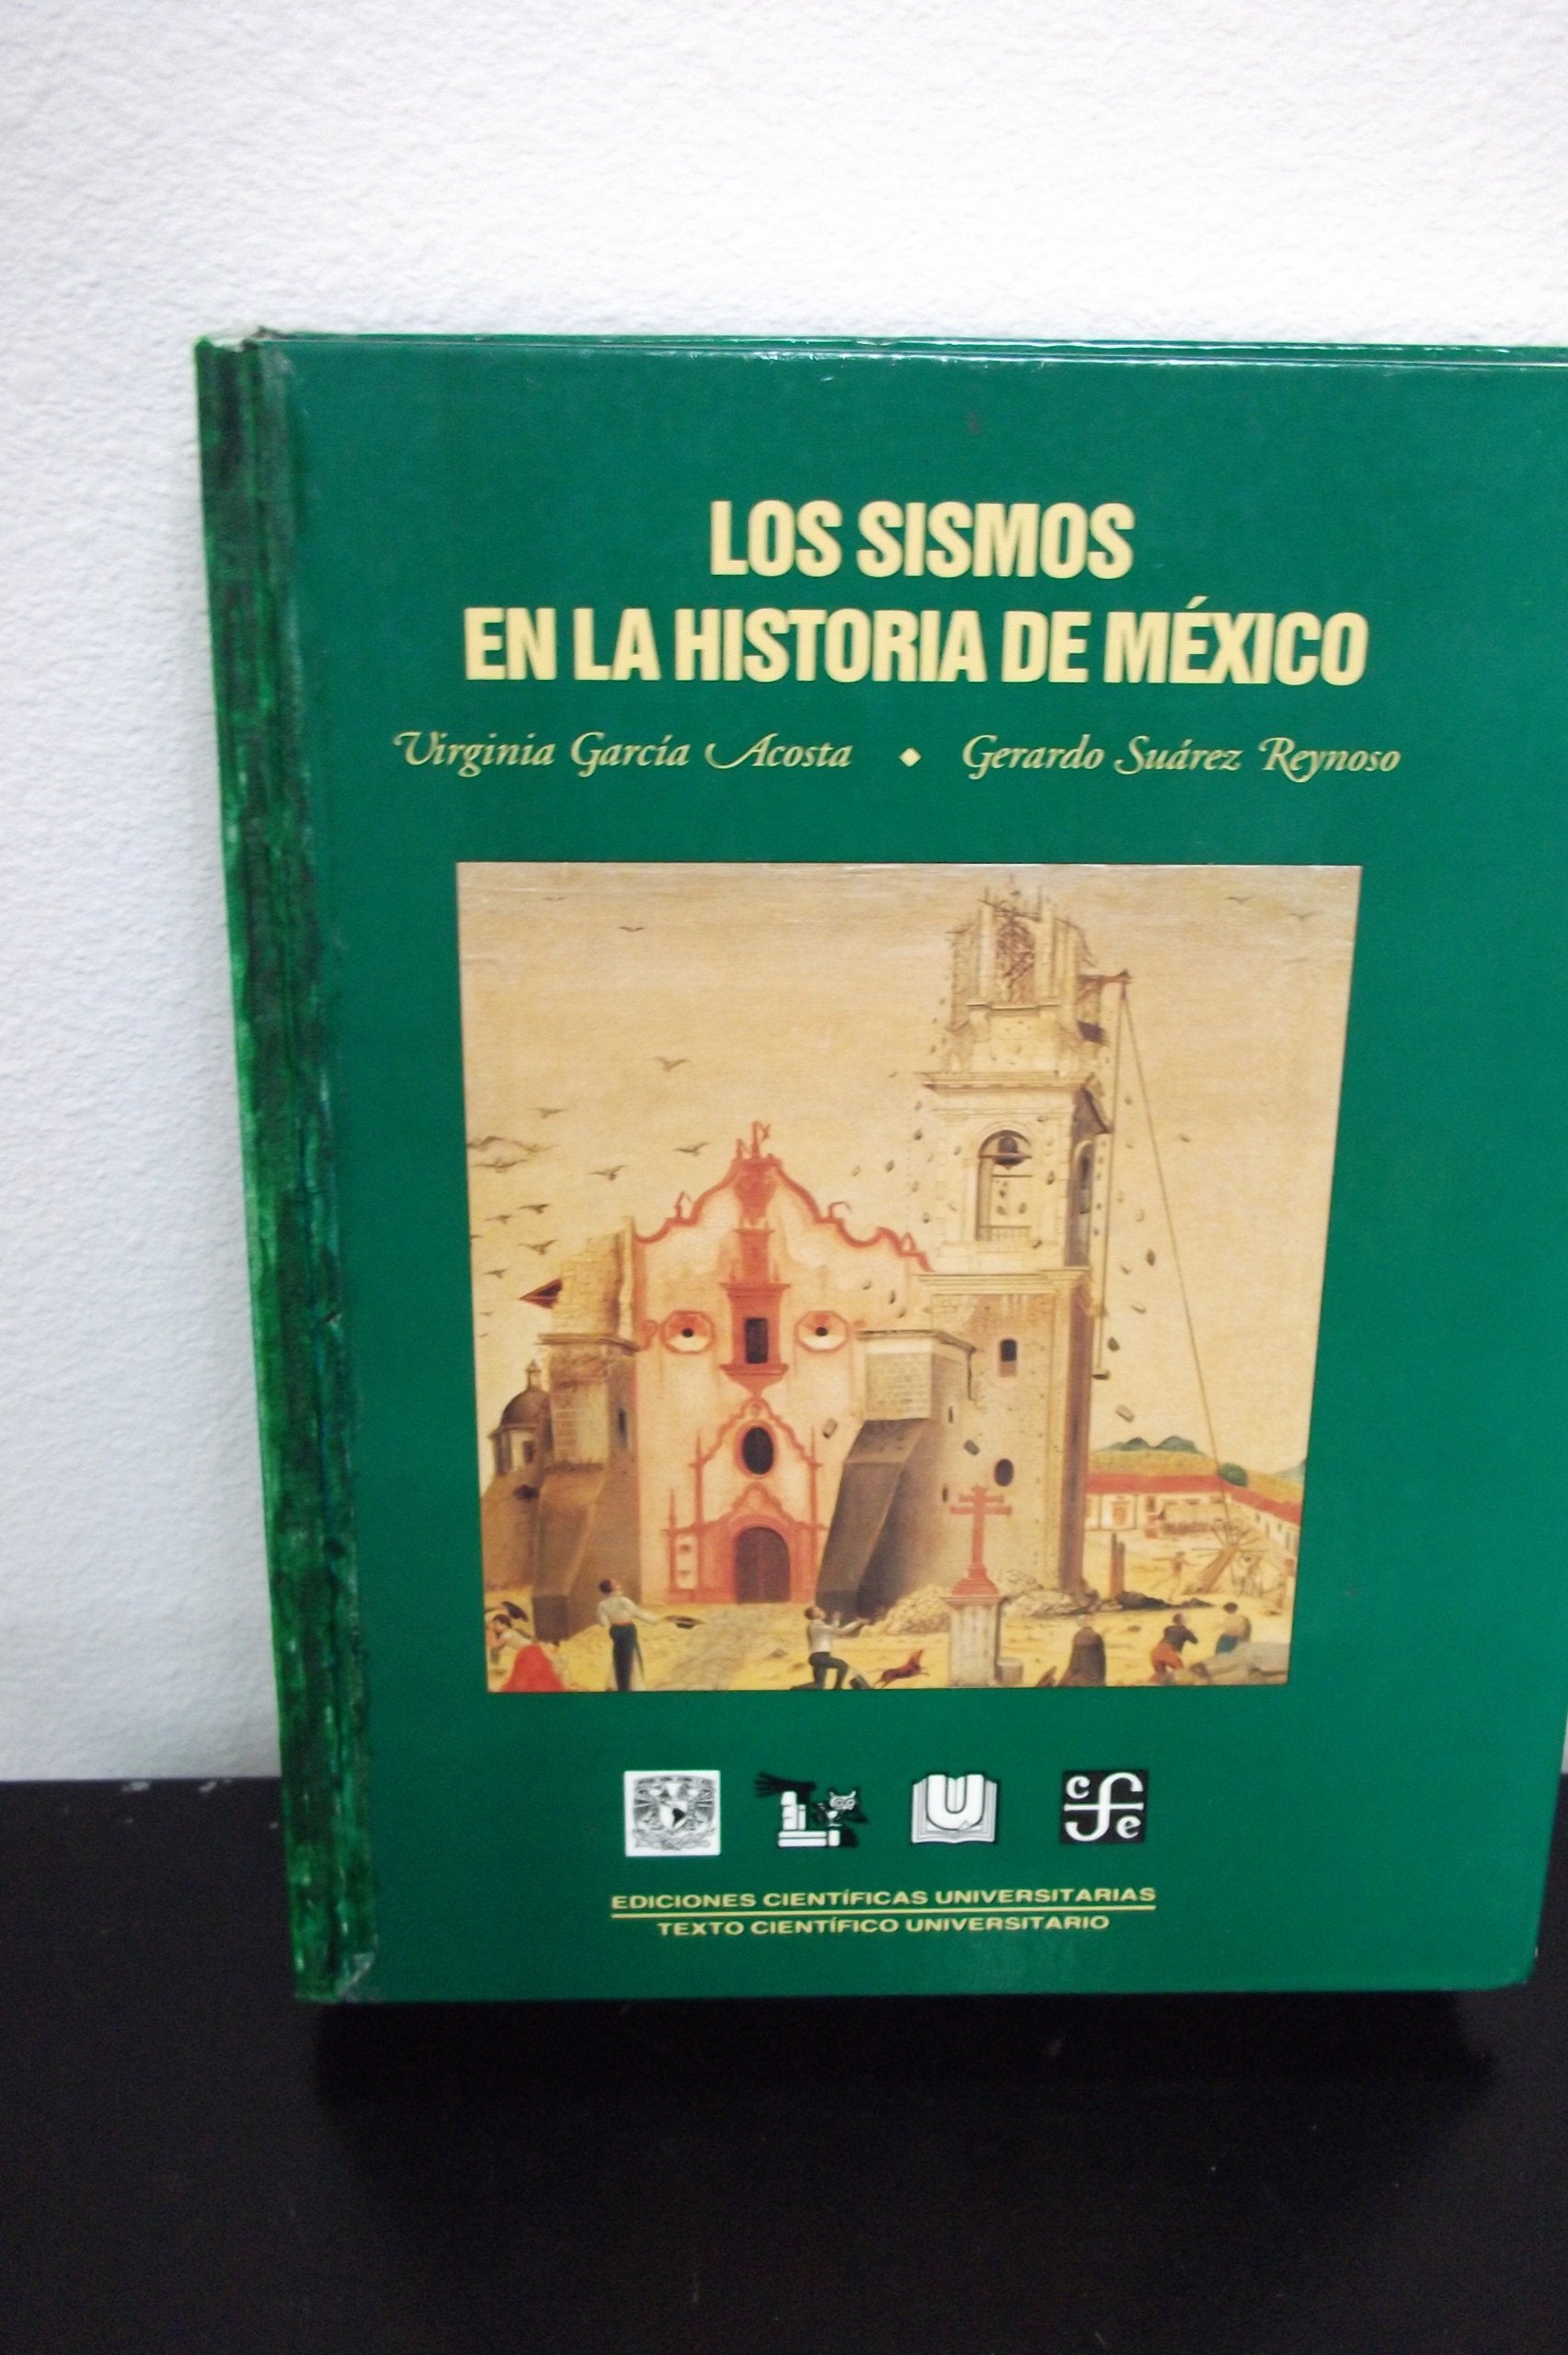 LOS SISMOS
EN LA HISTORIA DE MÉXICO
Virginia García Acosta ◆ Gerardo Suárez Reynoso
U
c f e
EDICIONES CIENTÍFICAS UNIVERSITARIAS
TEXTO CIENTÍFICO UNIVERSITARIO